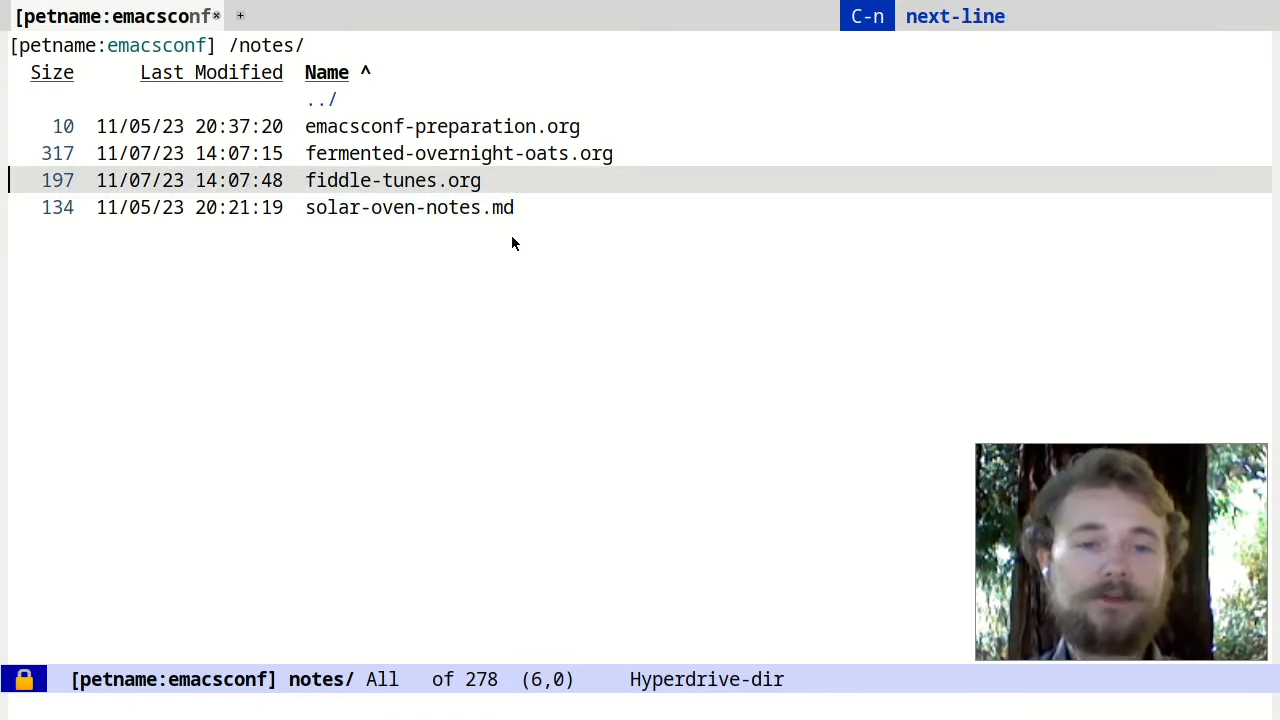 [petname:emacsconf × + C-n next-line
[petname:emacsconf] /notes/
Size Last Modified Name ^
../
10 11/05/23 20:37:20 emacsconf-preparation.org
317 11/07/23 14:07:15 fermented-overnight-oats.org
197 11/07/23 14:07:48 fiddle-tunes.org
134 11/05/23 20:21:19 solar-oven-notes.md
[petname:emacsconf] notes/ All of 278 (6,0) Hyperdrive-dir